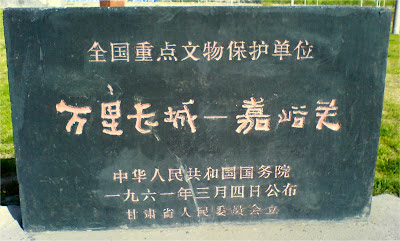 全国重点文物保护单位
万里长城—嘉峪关
中华人民共和国国务院
一九六一年三月四日公布
甘肃省人民委员会立